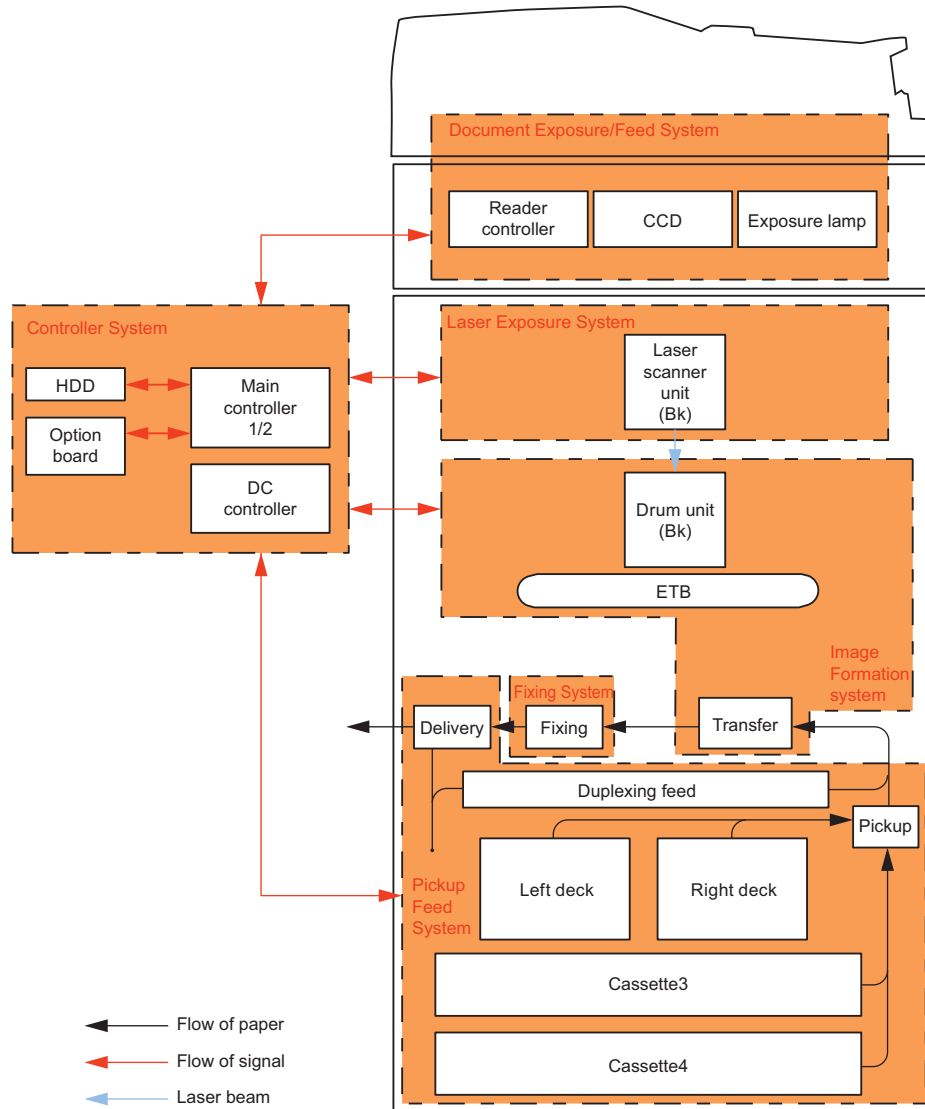 Document Exposure/Feed System
Reader
controller
CCD
Exposure lamp
Controller System
HDD
Option
board
Main
controller
1/2
DC
controller
Laser Exposure System
Laser
scanner
unit
(Bk)
Drum unit
(Bk)
ETB
Image
Formation
system
Fixing System
Delivery
Fixing
Transfer
Duplexing feed
Pickup
Left deck
Right deck
Pickup
Feed
System
Cassette3
Cassette4
Flow of paper
Flow of signal
Laser beam